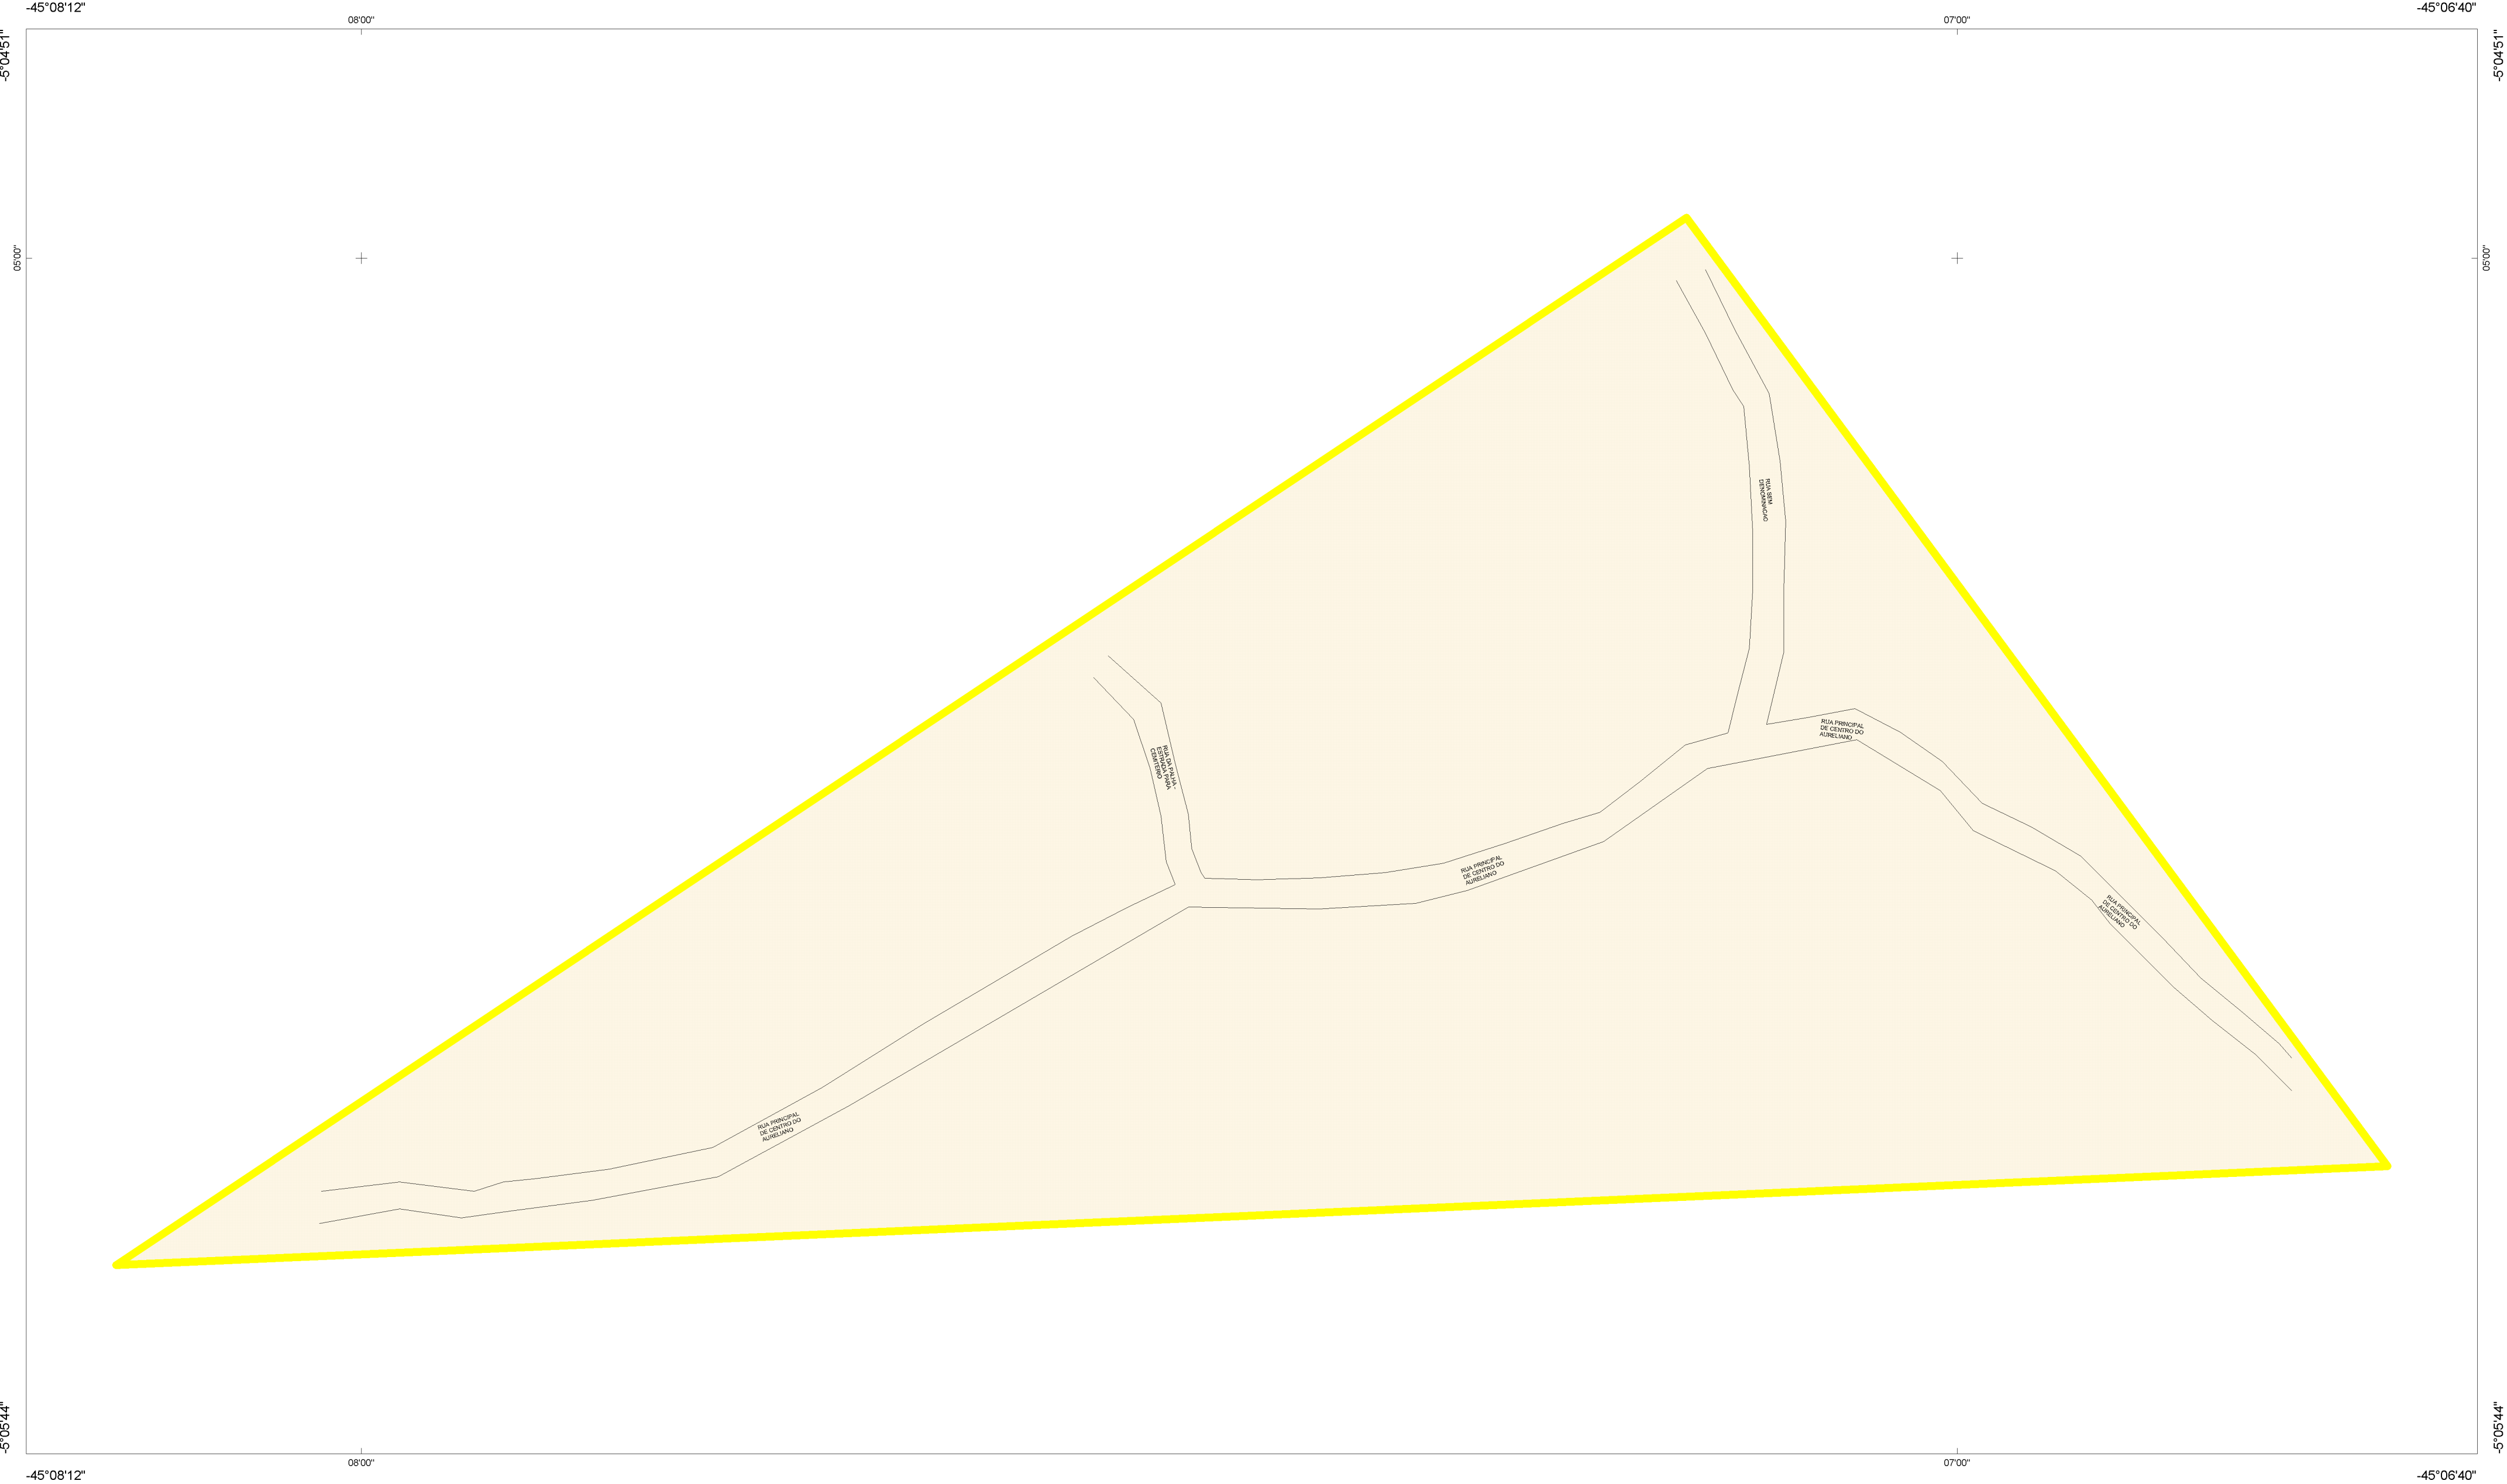 -45°08'12"
-45°06'40"
08'00"
07'00"
-5°04'51"
-5°04'51"
05'00"
05'00"
RUA SEM
DENOMINACAO
RUA PRINCIPAL
DE CENTRO DO
AURELIANO
RUA DA PALHA -
ESTRADA PARA
CEMITERIO
RUA PRINCIPAL
DE CENTRO DO
AURELIANO
RUA PRINCIPAL
DE CENTRO DO
AURELIANO
RUA PRINCIPAL
DE CENTRO DO
AURELIANO
-5°05'44"
-5°05'44"
08'00"
07'00"
-45°08'12"
-45°06'40"